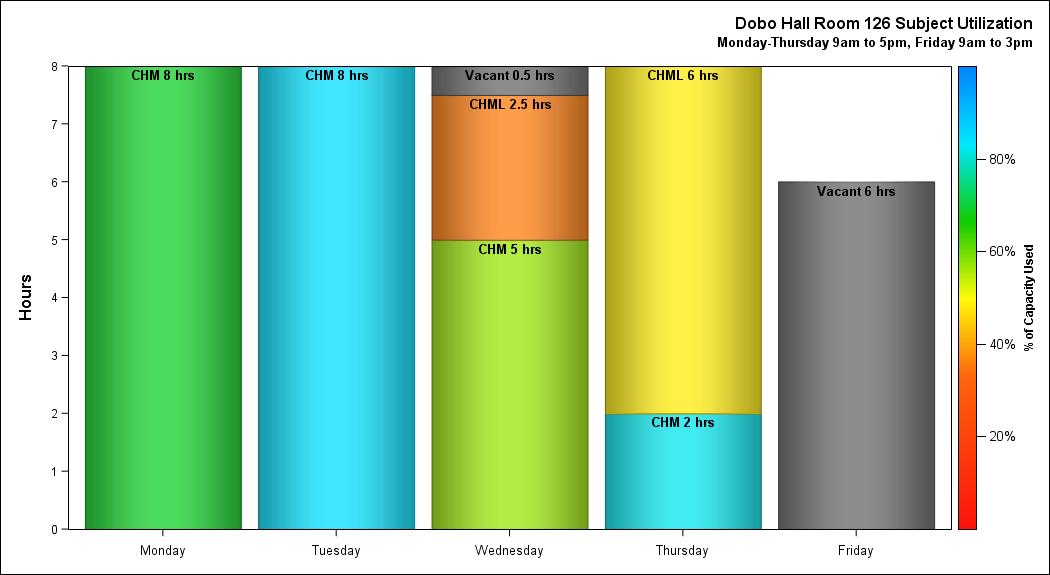 Dobo Hall Room 126 Subject Utilization
Monday-Thursday 9am to 5pm, Friday 9am to 3pm
8
7
6
5
4
3
2
1
0
Hours
CHM 8 hrs
CHM 8 hrs
Vacant 0.5 hrs
CHML 2.5 hrs
CHM 5 hrs
CHML 6 hrs
CHM 2 hrs
Vacant 6 hrs
Monday
Tuesday
Wednesday
Thursday
Friday
80%
60%
40%
20%
% of Capacity Used